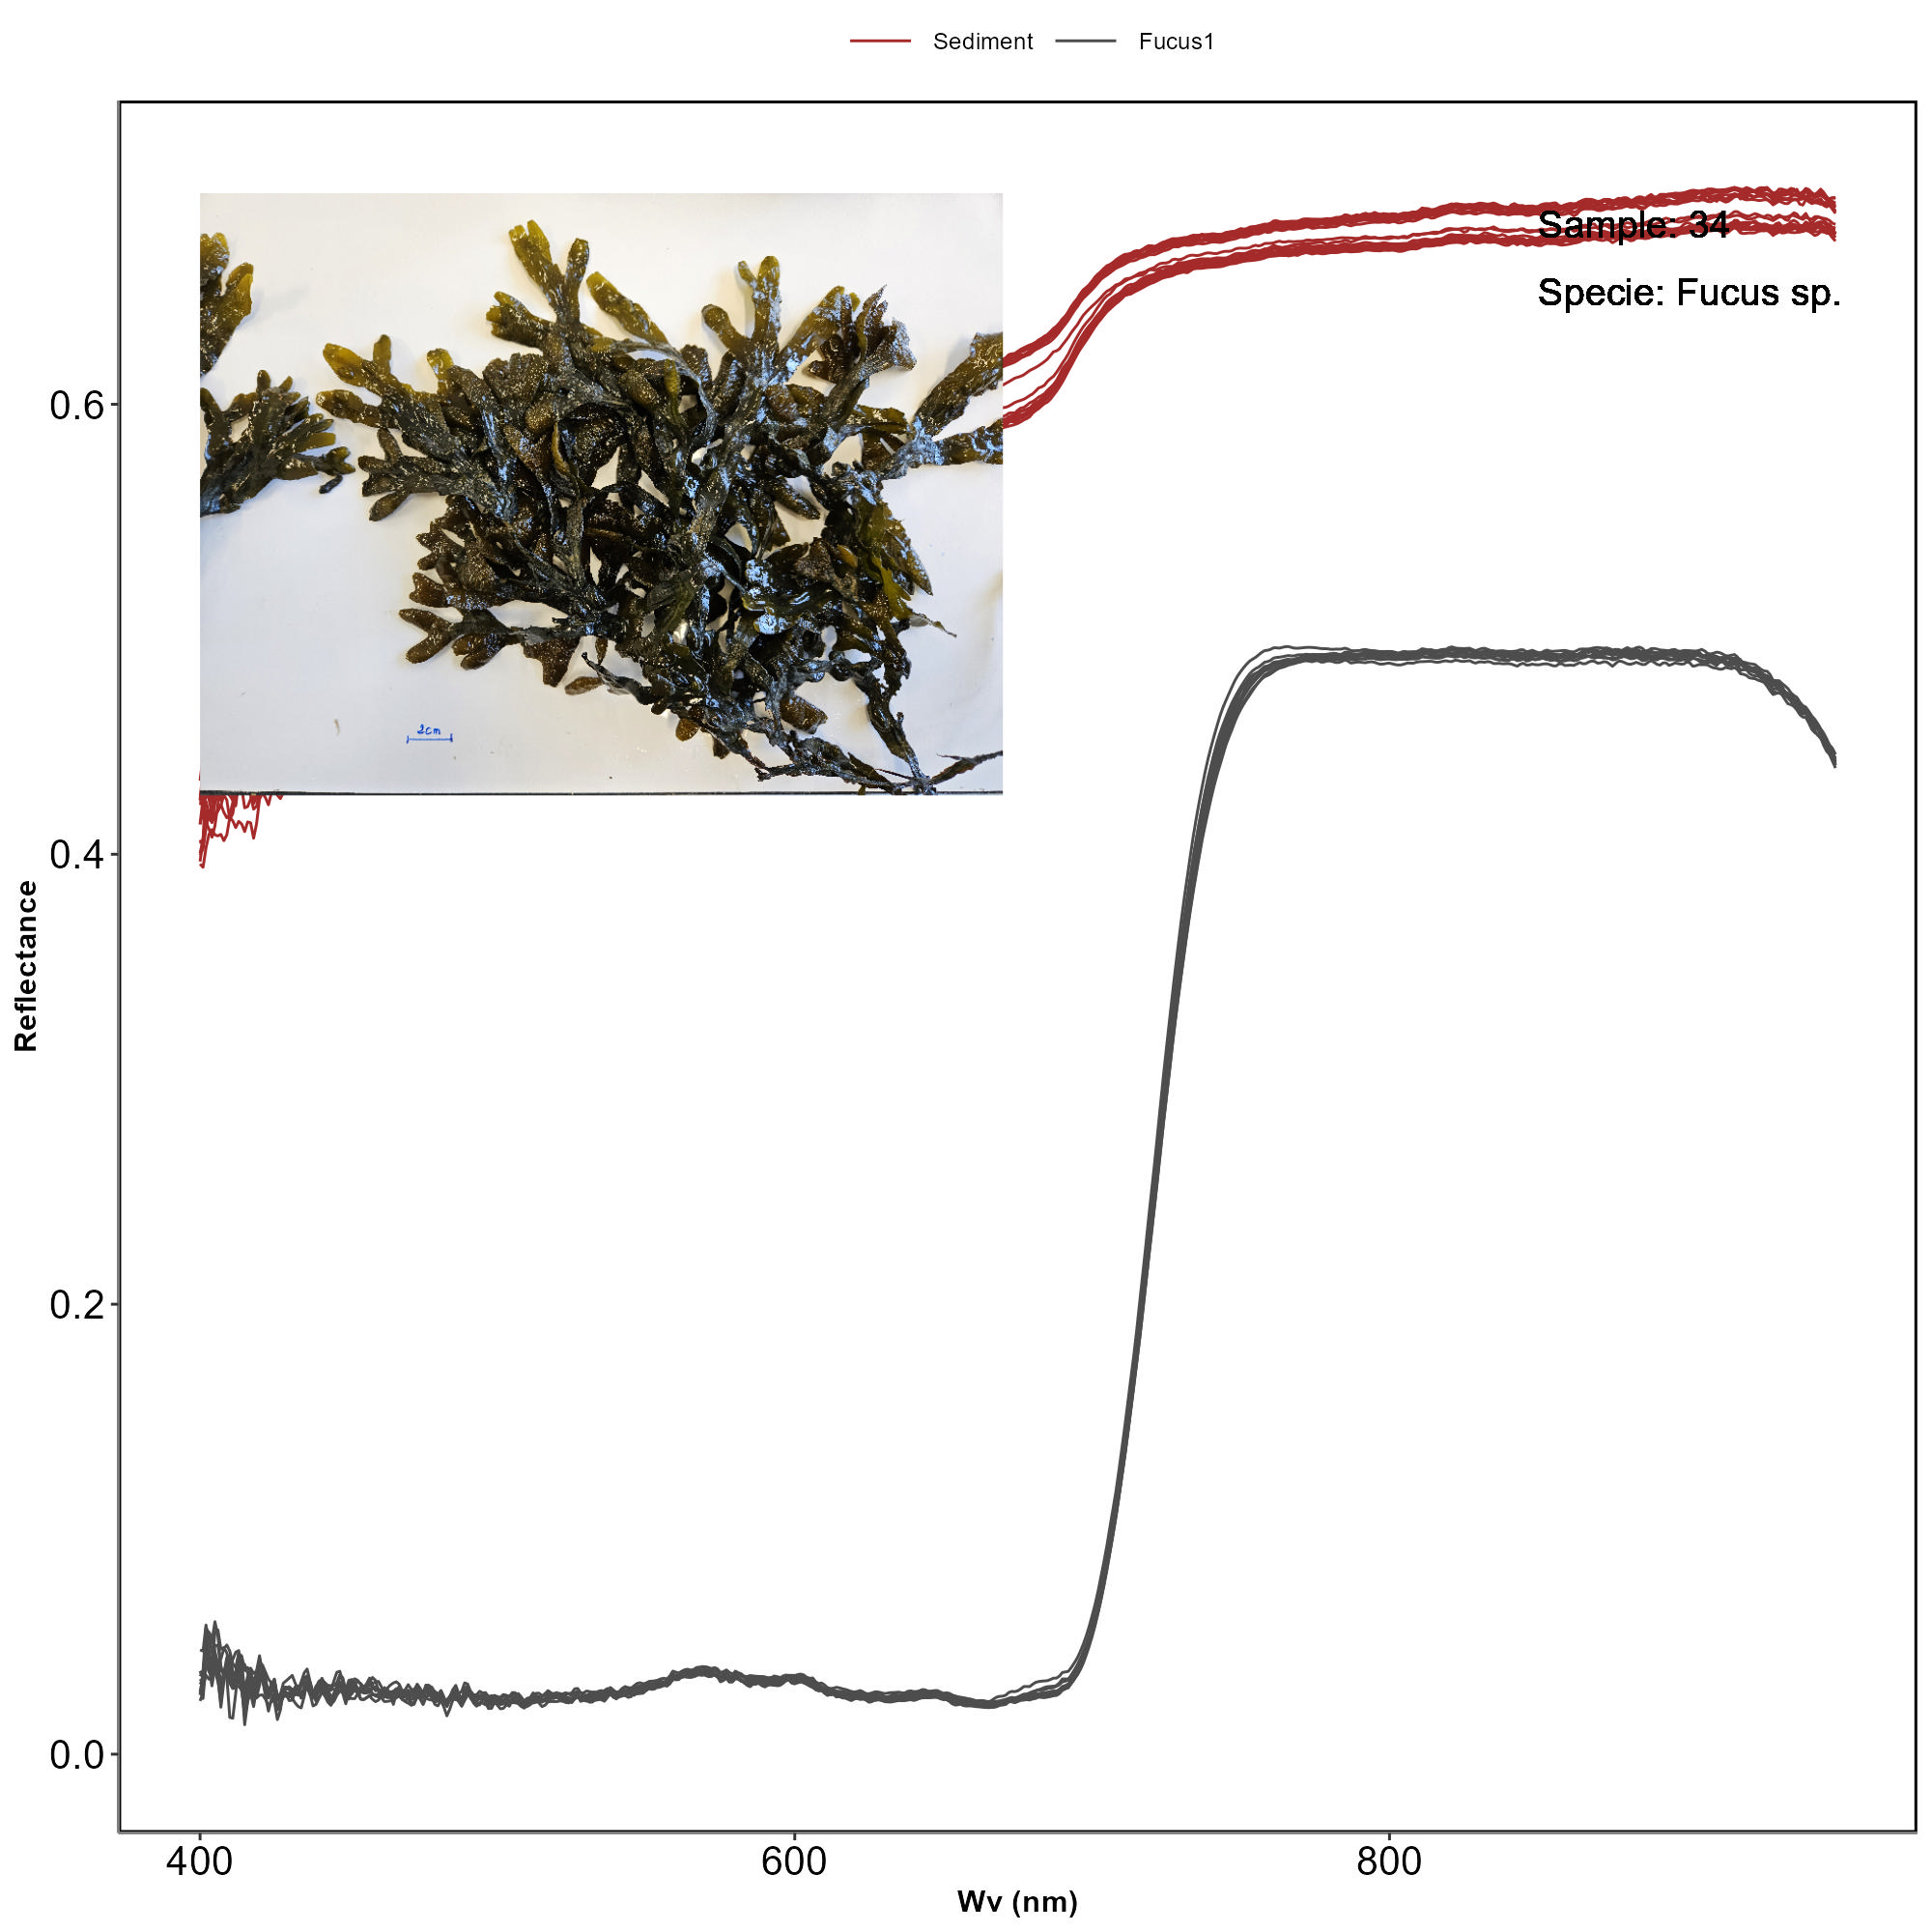 Sediment Fucus1
Sample: 34
Specie: Fucus sp.
2cm
0.6
0.4
0.2
0.0
Reflectance
400 600 800
Wv (nm)